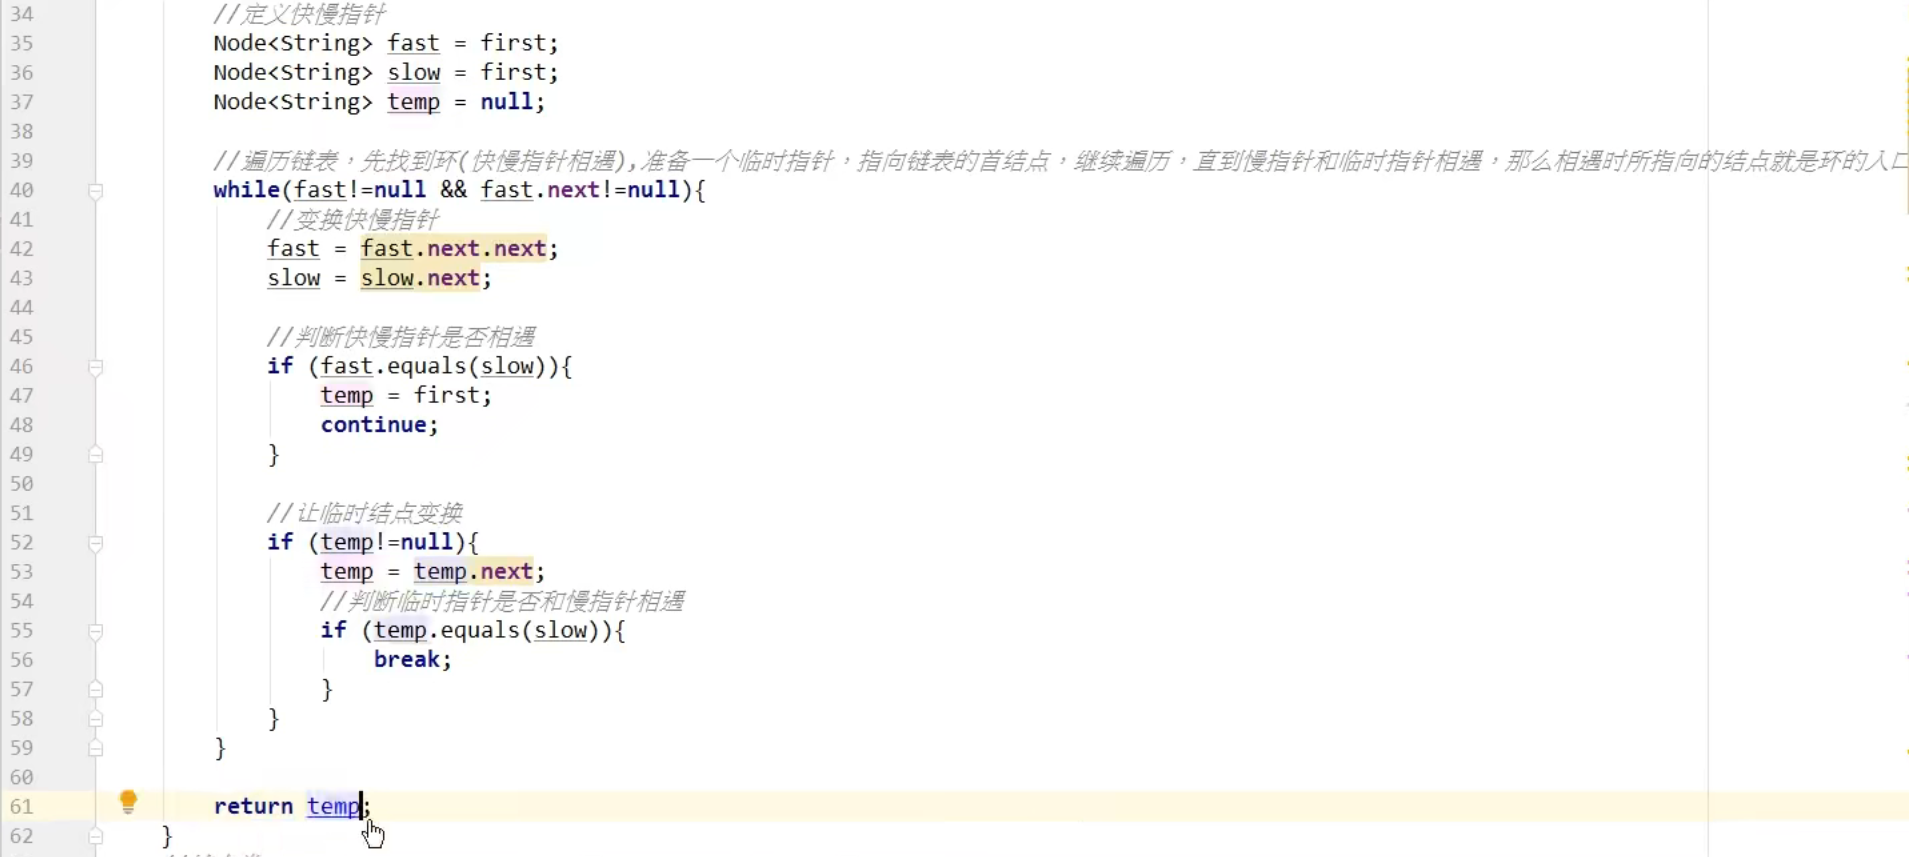 34 //定义快慢指针
35 Node<String> fast = first;
36 Node<String> slow = first;
37 Node<String> temp = null;
38
39 //遍历链表，先找到环(快慢指针相遇),准备一个临时指针，指向链表的首结点，继续遍历，直到慢指针和临时指针相遇，那么相遇时所指向的结点就是环的入口
40 while(fast!=null && fast.next!=null){
41 //变换快慢指针
42 fast = fast.next.next;
43 slow = slow.next;
44
45 //判断快慢指针是否相遇
46 if (fast.equals(slow)){
47 temp = first;
48 continue;
49 }
50
51 //让临时结点变换
52 if (temp!=null){
53 temp = temp.next;
54 //判断临时指针是否和慢指针相遇
55 if (temp.equals(slow)){
56 break;
57 }
58 }
59 }
60
61 return temp;
62 }